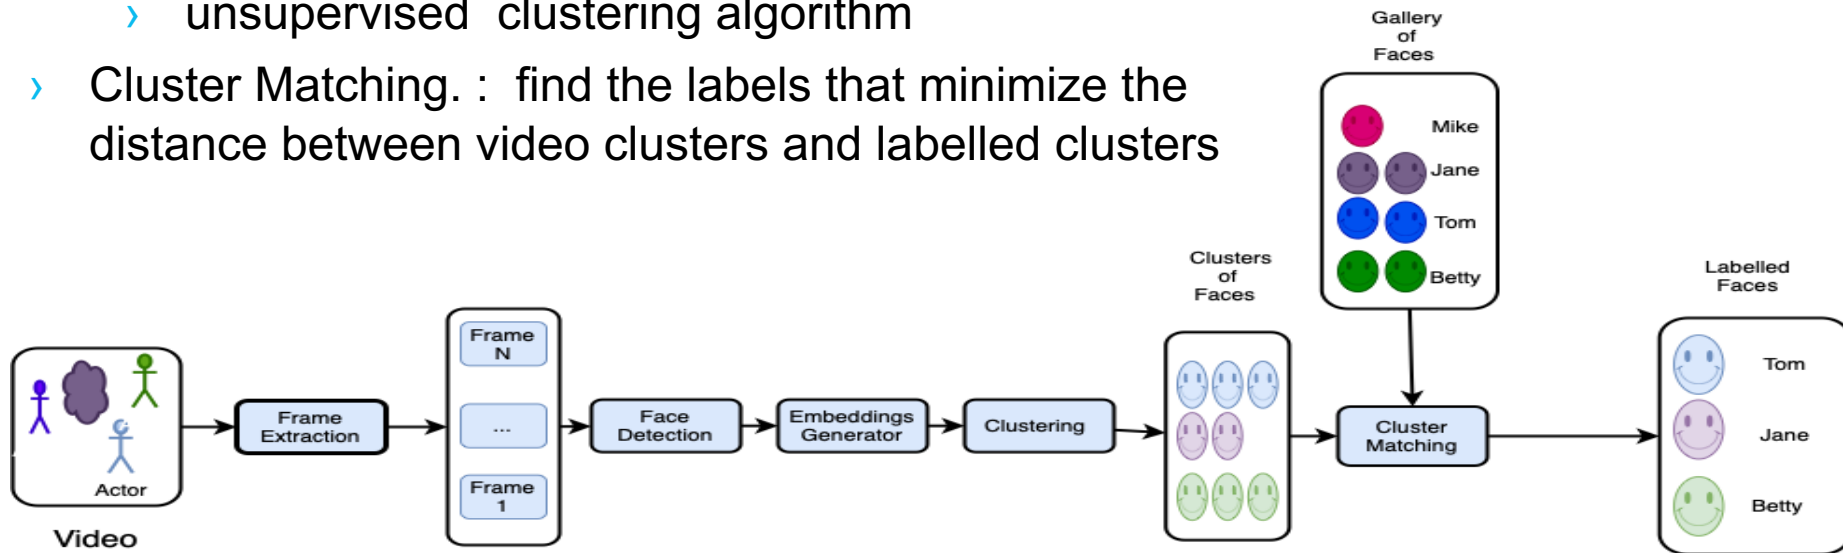 › unsupervised clustering algorithm
› Cluster Matching. : find the labels that minimize the
distance between video clusters and labelled clusters
Gallery
of
Faces
Mike
Jane
Tom
Betty
Clusters
of
Faces
Labelled
Faces
Frame
N
...
Frame
1
Actor
Video
Frame
Extraction
Face
Detection
Embeddings
Generator
Clustering
Cluster
Matching
Tom
Jane
Betty